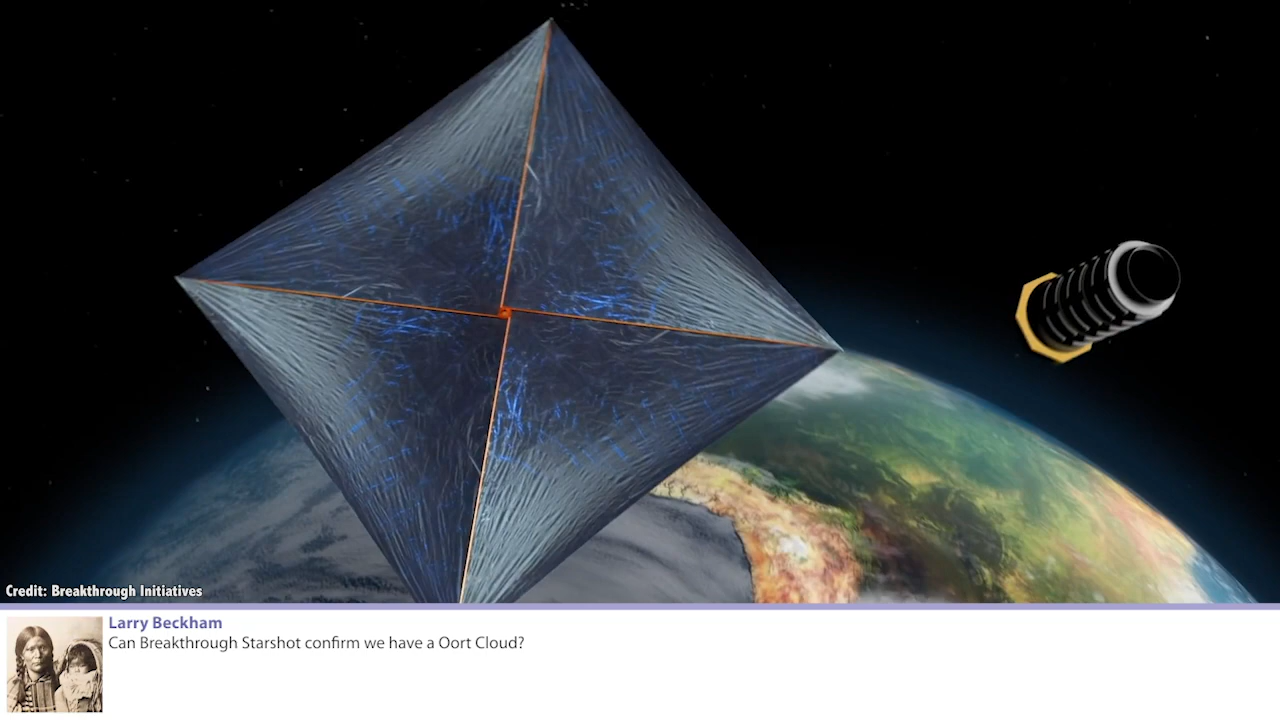 Credit: Breakthrough Initiatives
Larry Beckham
Can Breakthrough Starshot confirm we have a Oort Cloud?